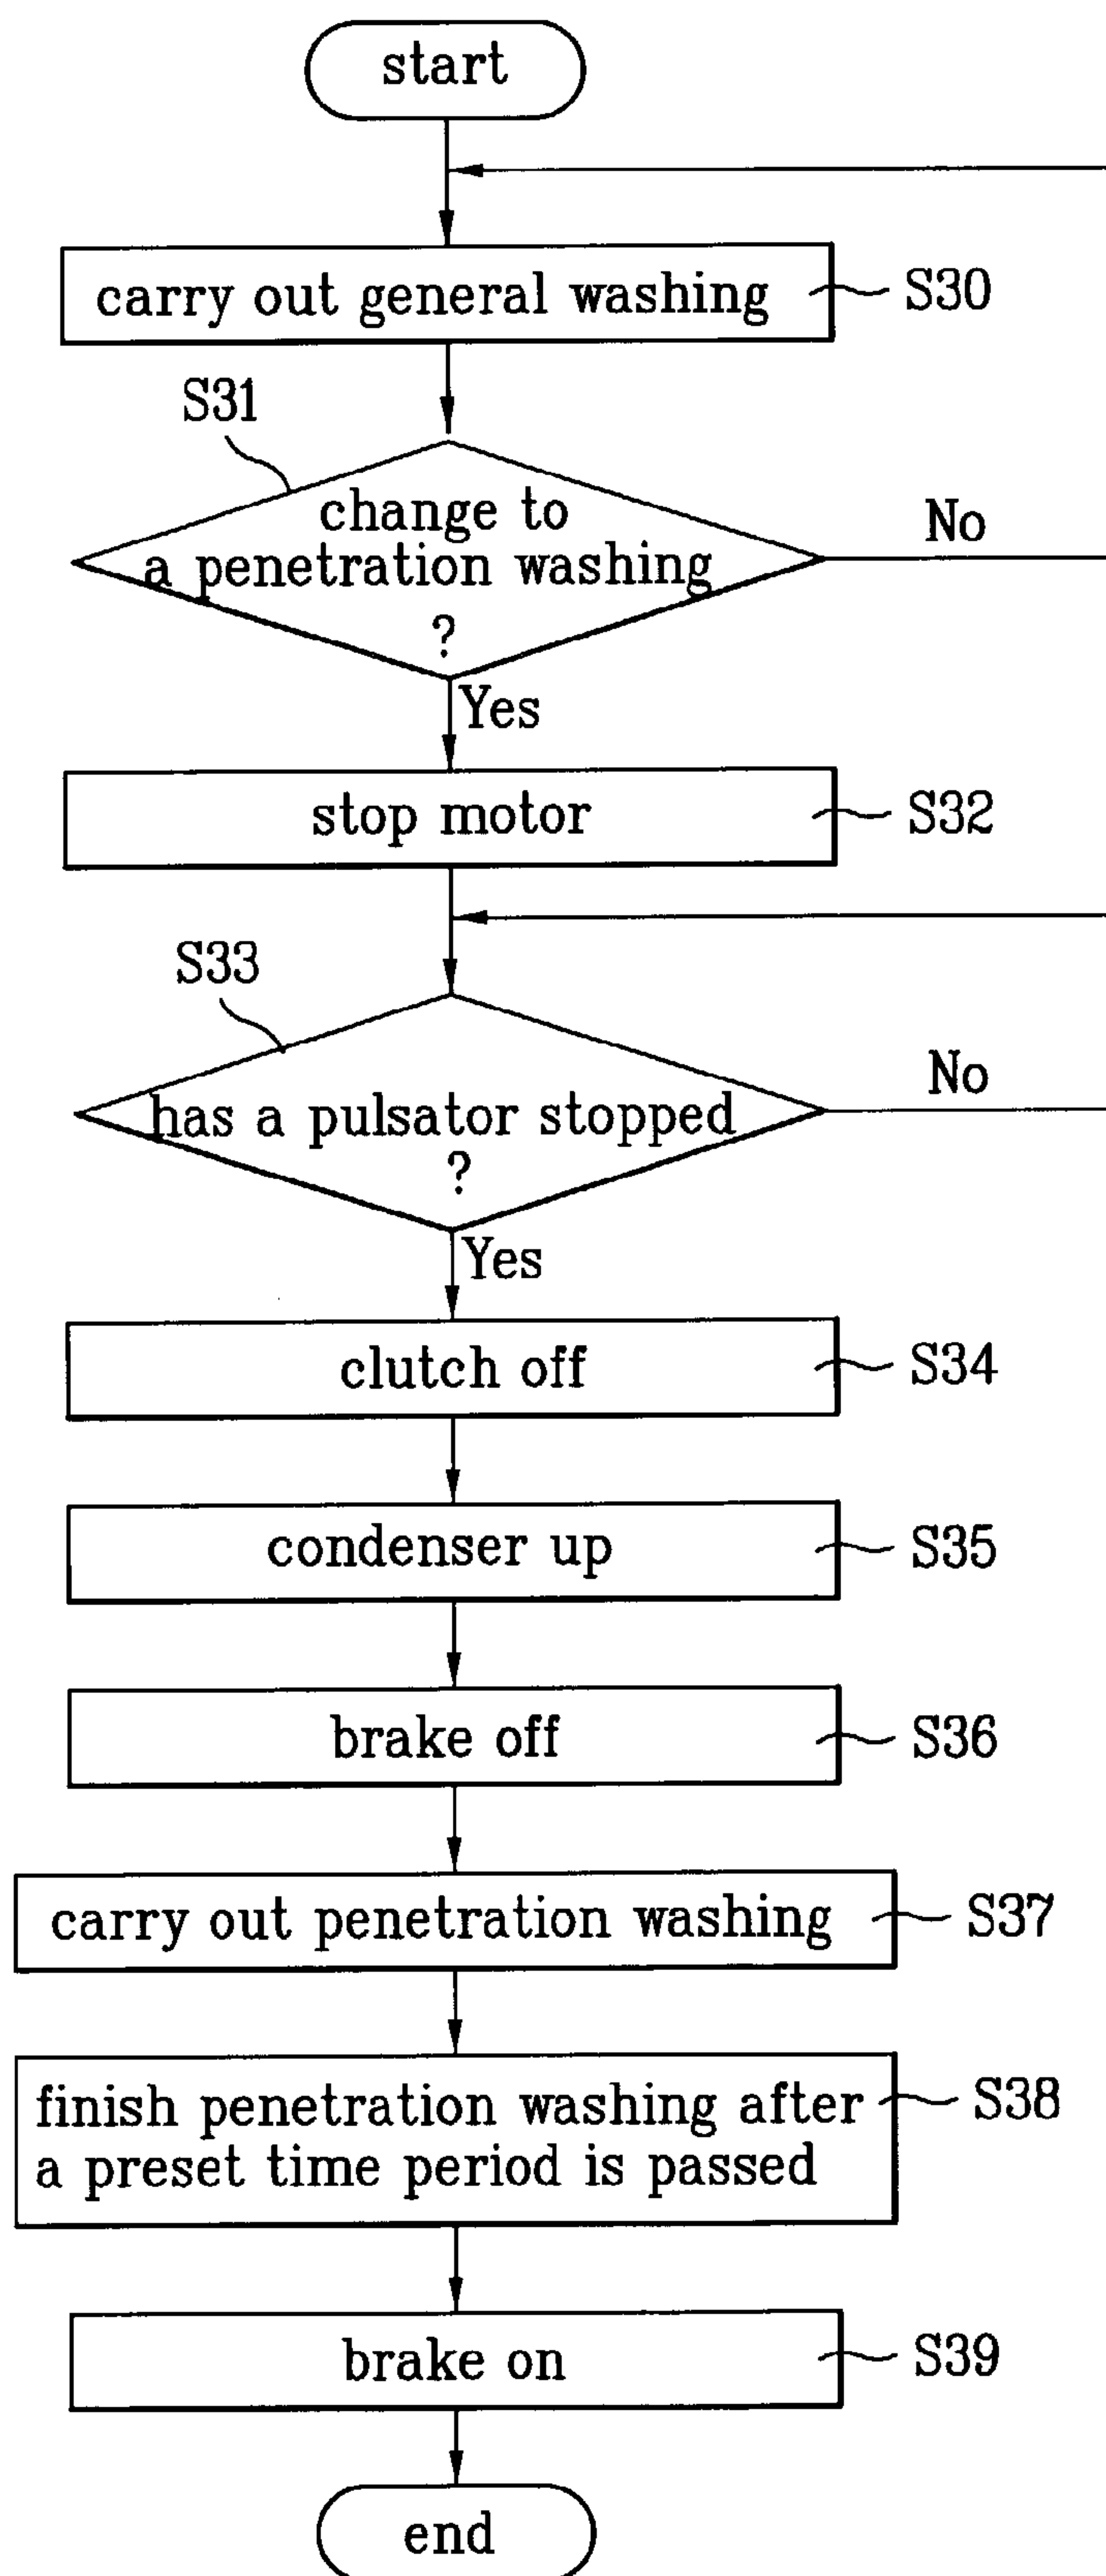 start
carry out general washing
S30
S31
change to
a penetration washing
?
No
Yes
stop motor
S32
S33
has a pulsator stopped
?
No
Yes
clutch off
S34
condenser up
S35
brake off
S36
carry out penetration washing
S37
finish penetration washing after
a preset time period is passed
S38
brake on
S39
end